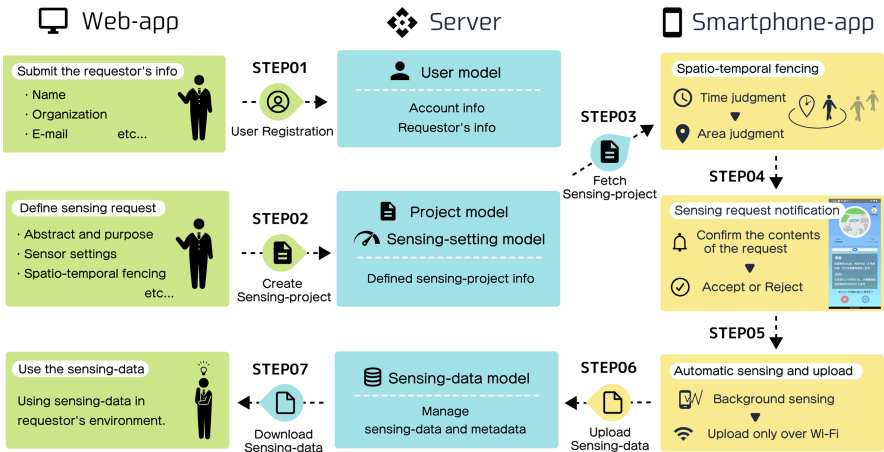 Web-app
Server
Smartphone-app
Submit the requestor's info
· Name
· Organization
· E-mail etc...
STEP01
User Registration
User model
Account info
Requestor's info
STEP03
Fetch
Sensing-project
Spatio-temporal fencing
Time judgment
Area judgment
STEP04
Define sensing request
· Abstract and purpose
· Sensor settings
· Spatio-temporal fencing
etc...
STEP02
Create
Sensing-project
Project model
Sensing-setting model
Defined sensing-project info
Sensing request notification
Confirm the contents
of the request
Accept or Reject
STEP05
Use the sensing-data
Using sensing-data in
requestor's environment.
STEP07
Download
Sensing-data
Sensing-data model
Manage
sensing-data and metadata
STEP06
Upload
Sensing-data
Automatic sensing and upload
Background sensing
Upload only over Wi-Fi